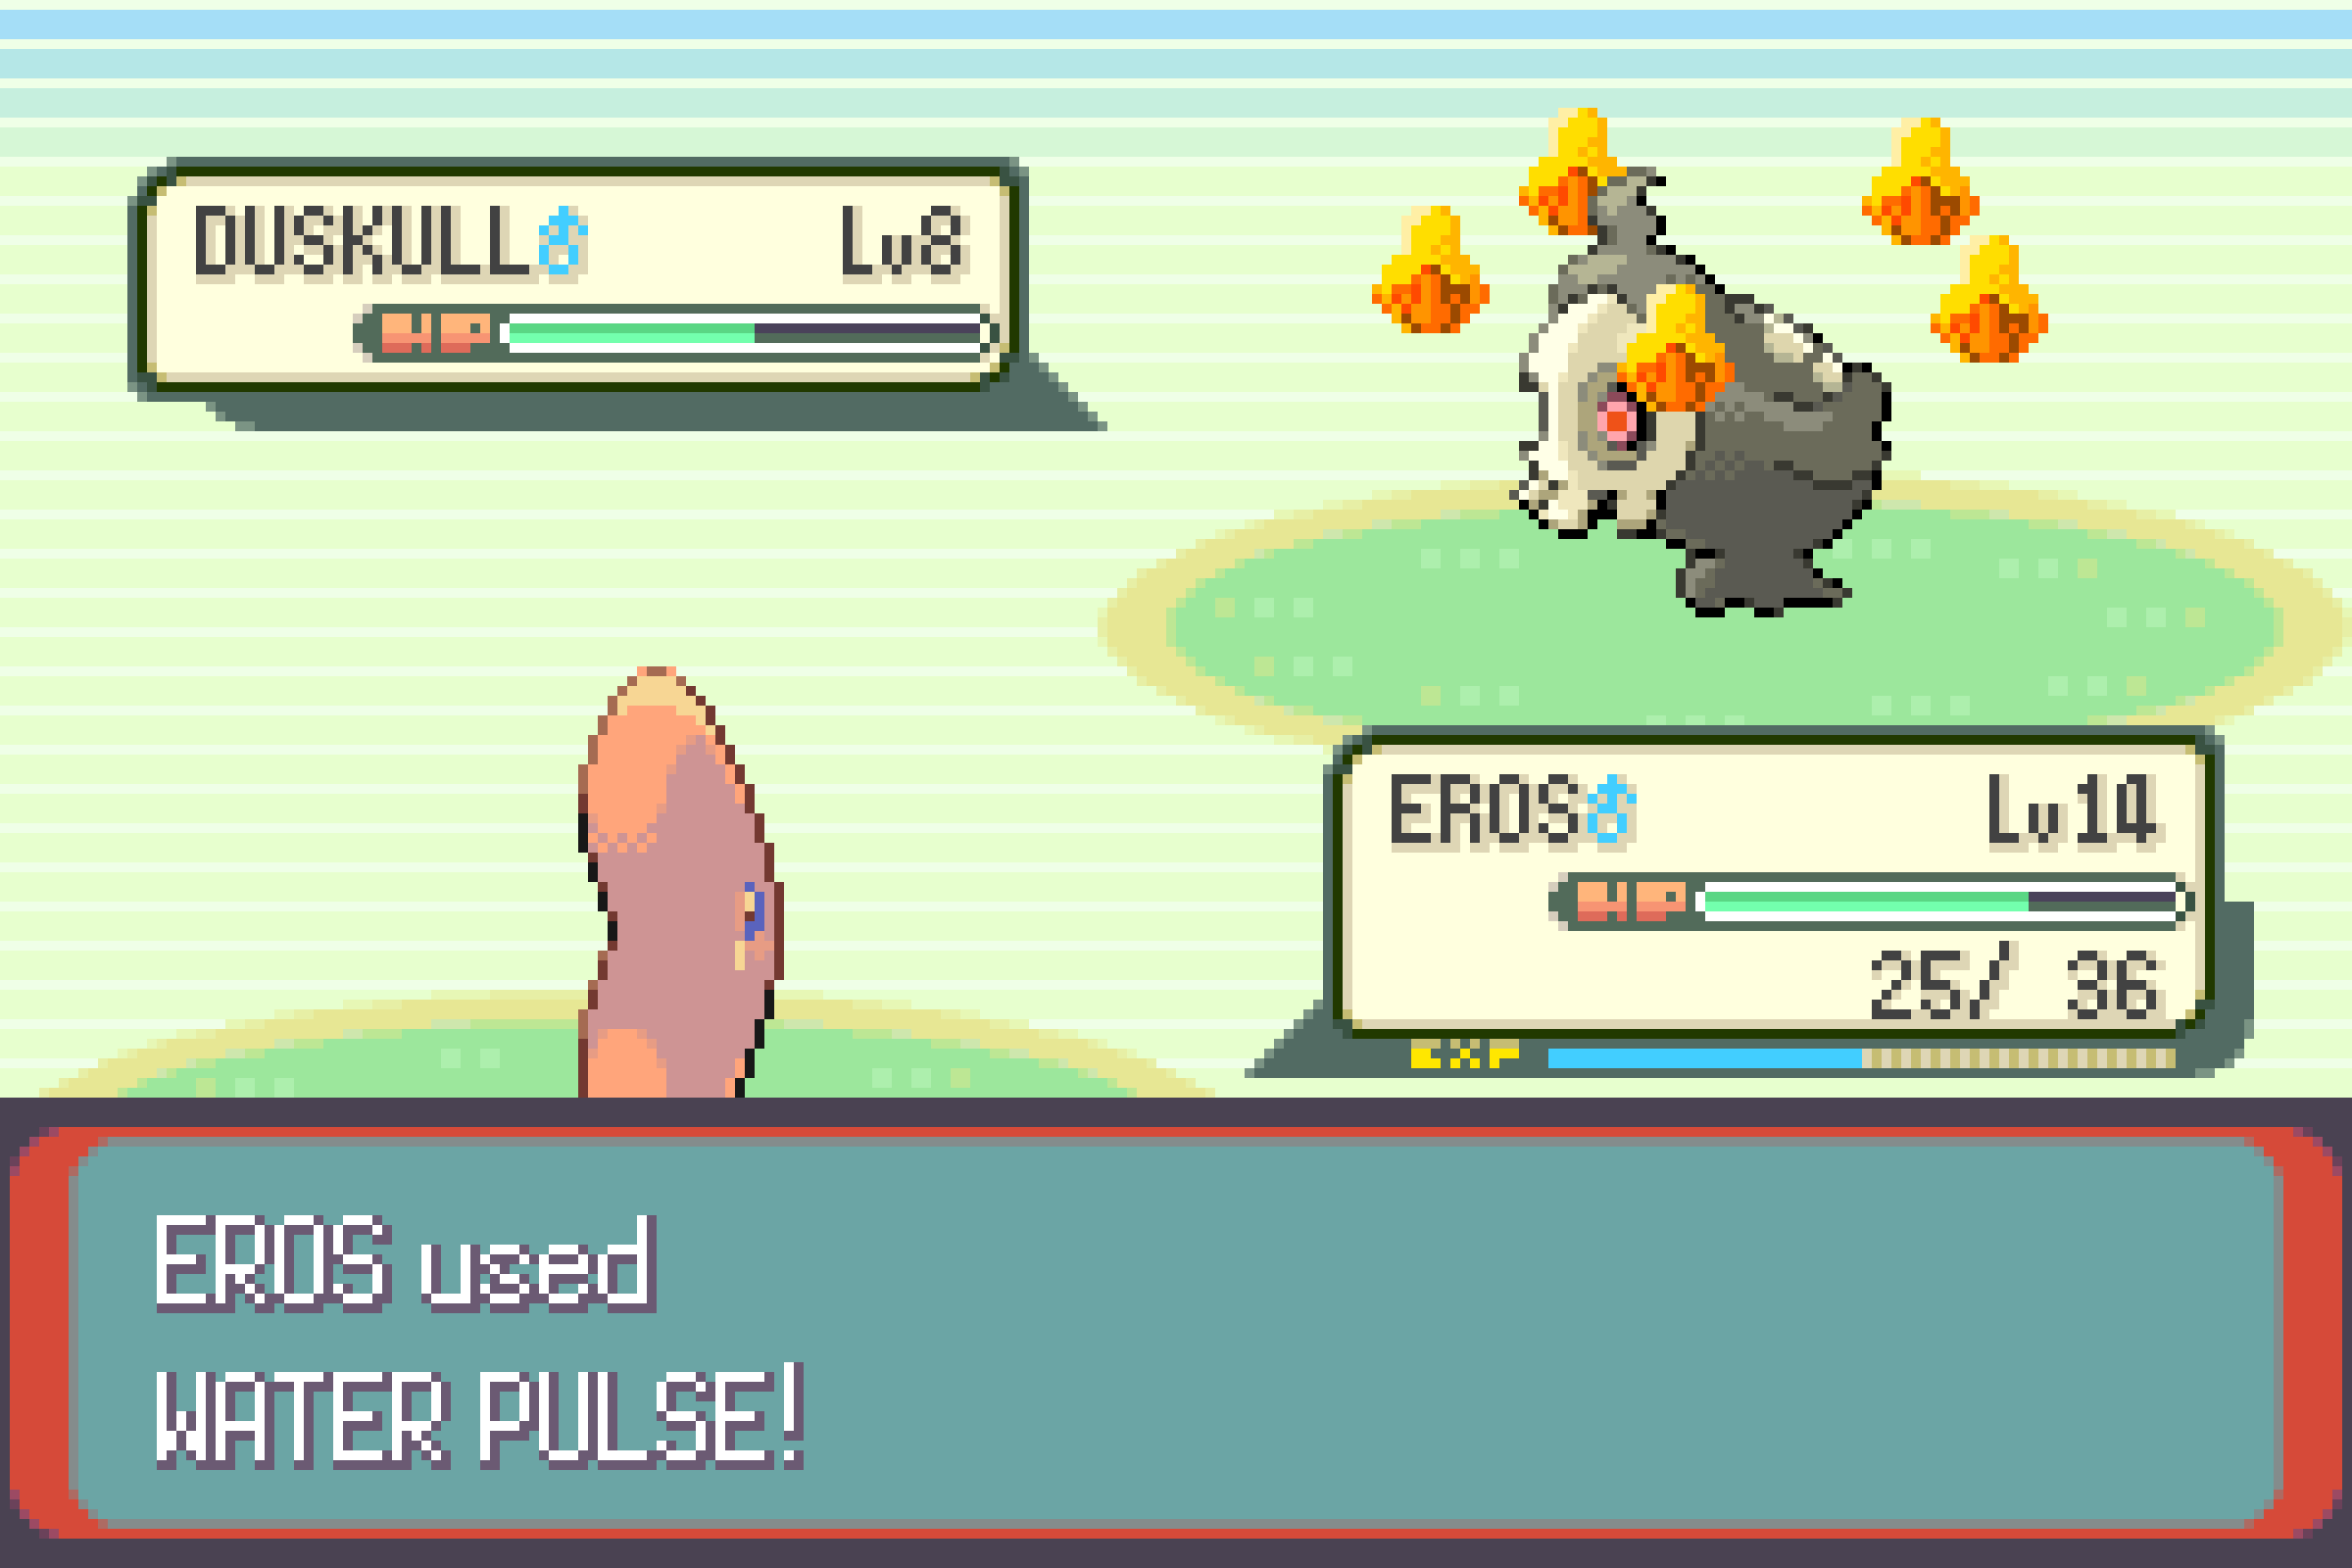 DUSKULL♂ Lv8
HP
EROS♂ Lv14
HP
25/ 36
EXP
EROS used
WATER PULSE!